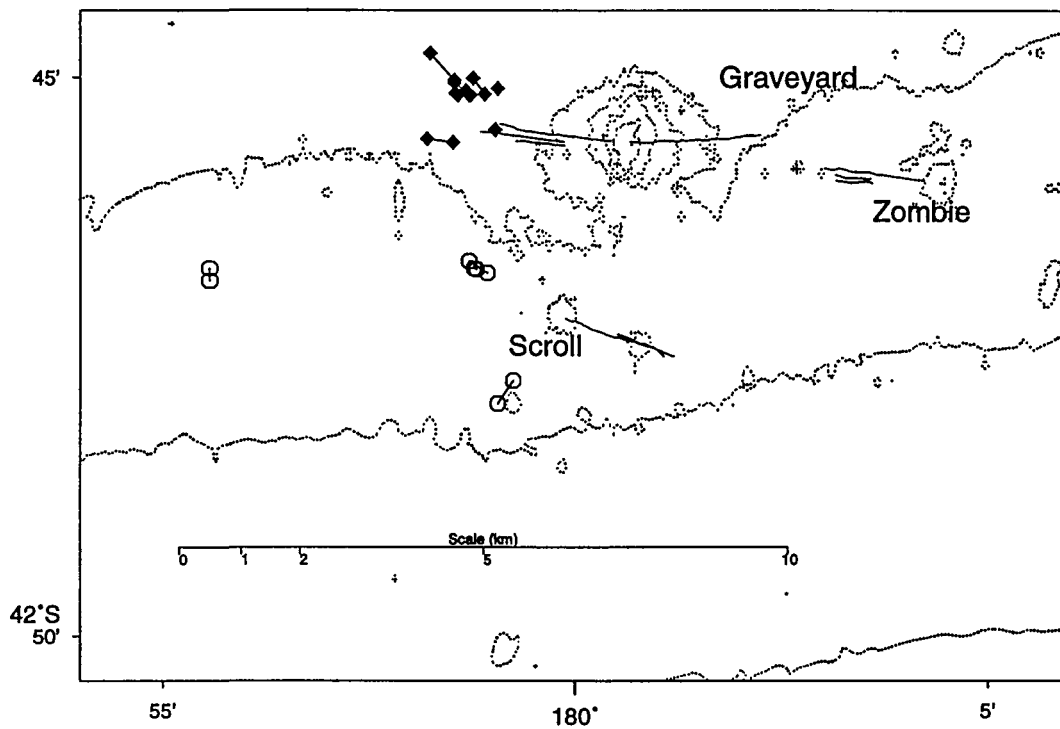 45'
Graveyard
Zombie
Scroll
Scale (km)
0 1 2 5 10
42°S
50'
55' 180° 5'